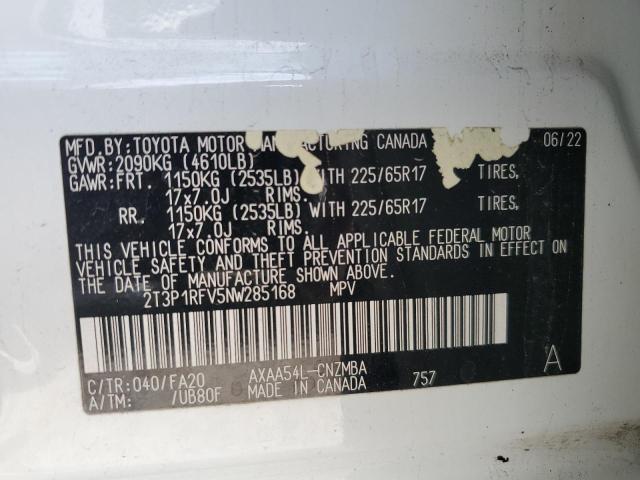 MFD.BY:TOYOTA MOTOR MANUFACTURING CANADA 06/22
GVWR:2090KG (4610LB)
GAWR:FRT. 1150KG (2535LB) WITH 225/65R17 TIRES,
17x7.0J RIMS.
RR. 1150KG (2535LB) WITH 225/65R17 TIRES,
17x7.0J RIMS.
THIS VEHICLE CONFORMS TO ALL APPLICABLE FEDERAL MOTOR
VEHICLE SAFETY AND THEFT PREVENTION STANDARDS IN EFFECT ON
THE DATE OF MANUFACTURE SHOWN ABOVE.
2T3P1RFV5NW285168 MPV
C/TR:040/FA20 AXAA54L-CNZMBA A
A/TM: /UB80F MADE IN CANADA 757